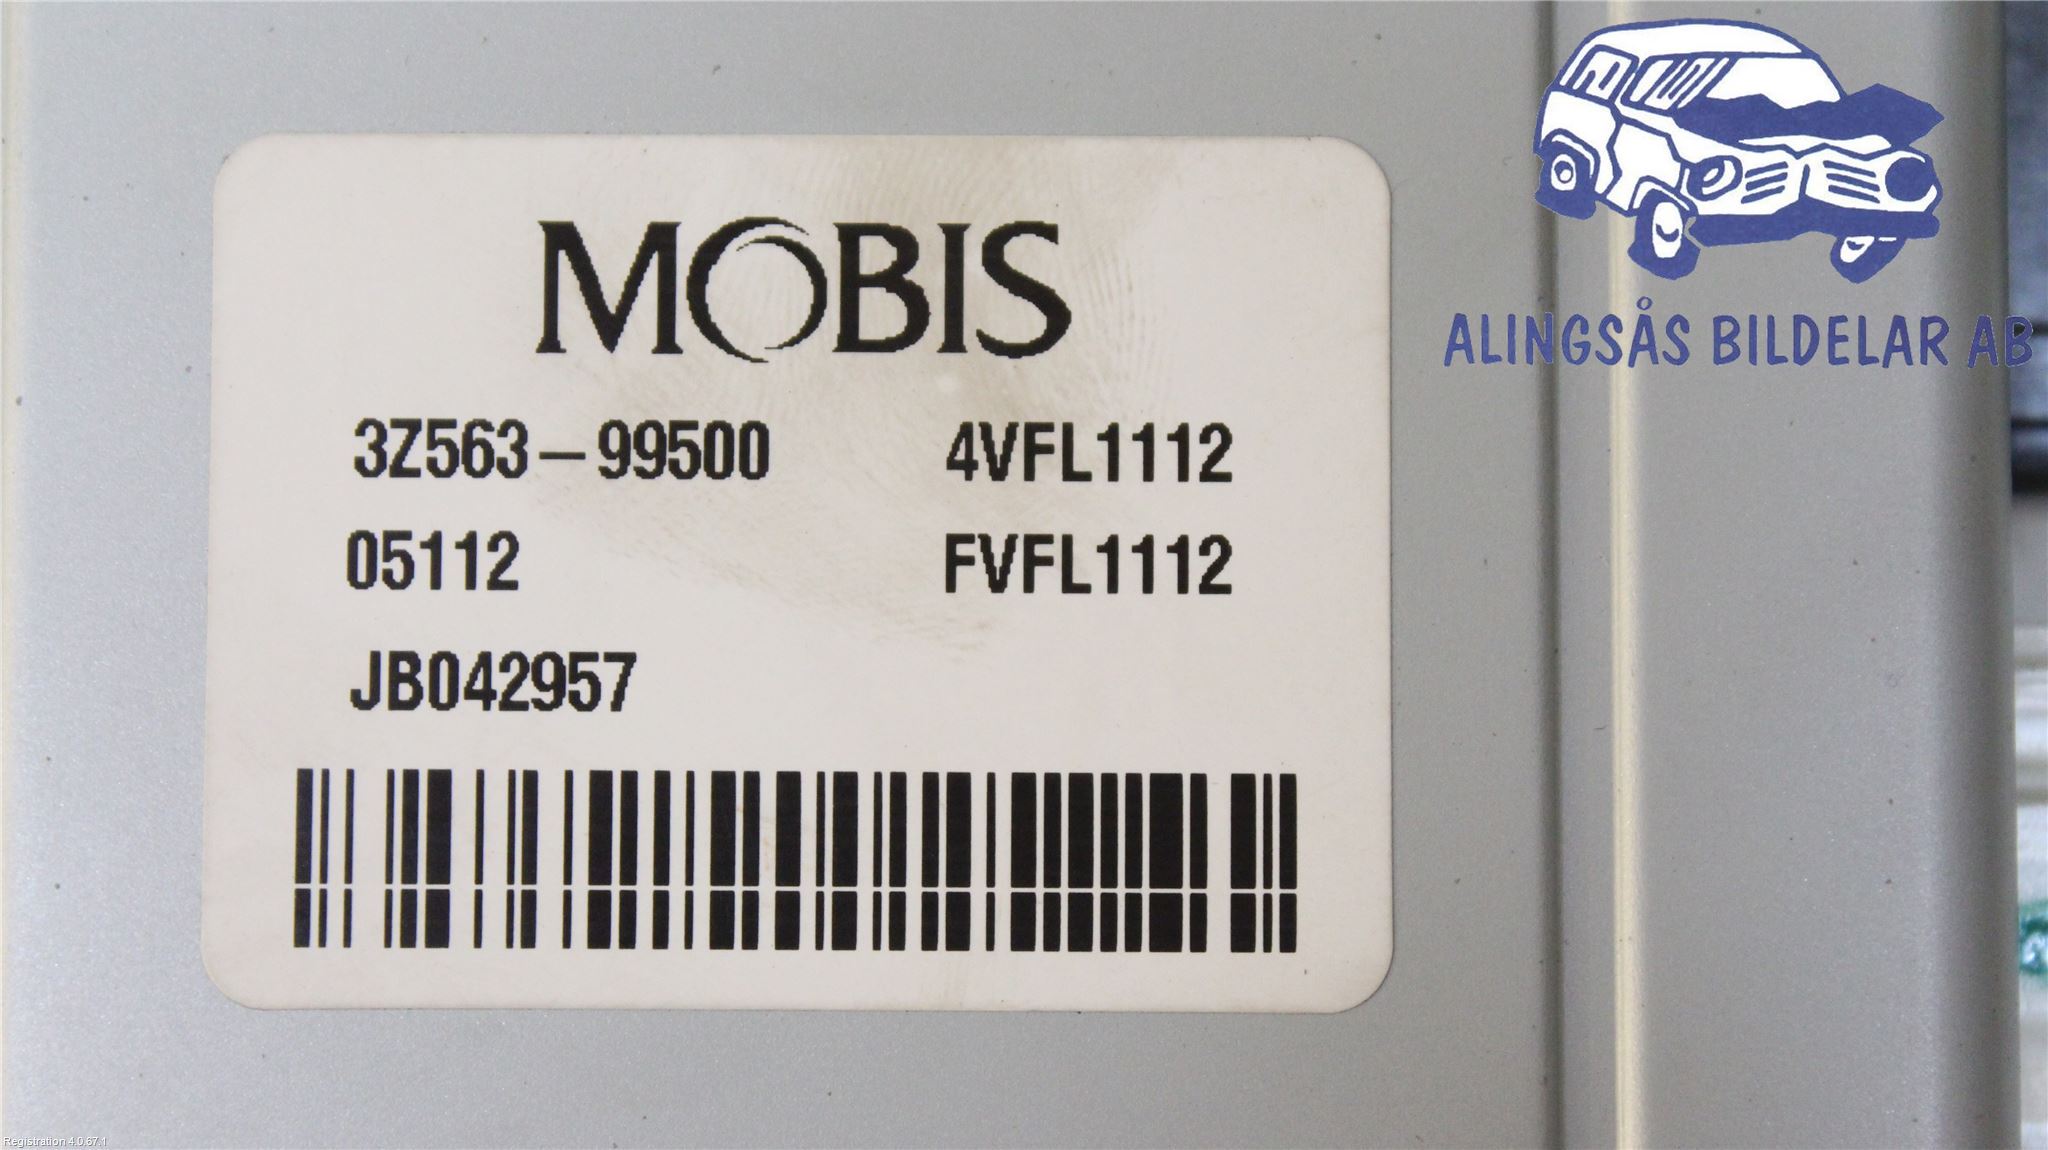 MOBIS
3Z563-99500 4VFL1112
05112 FVFL1112
JB042957
ALINGSÅS BILDELAR AB
Registration 4.0.67.1